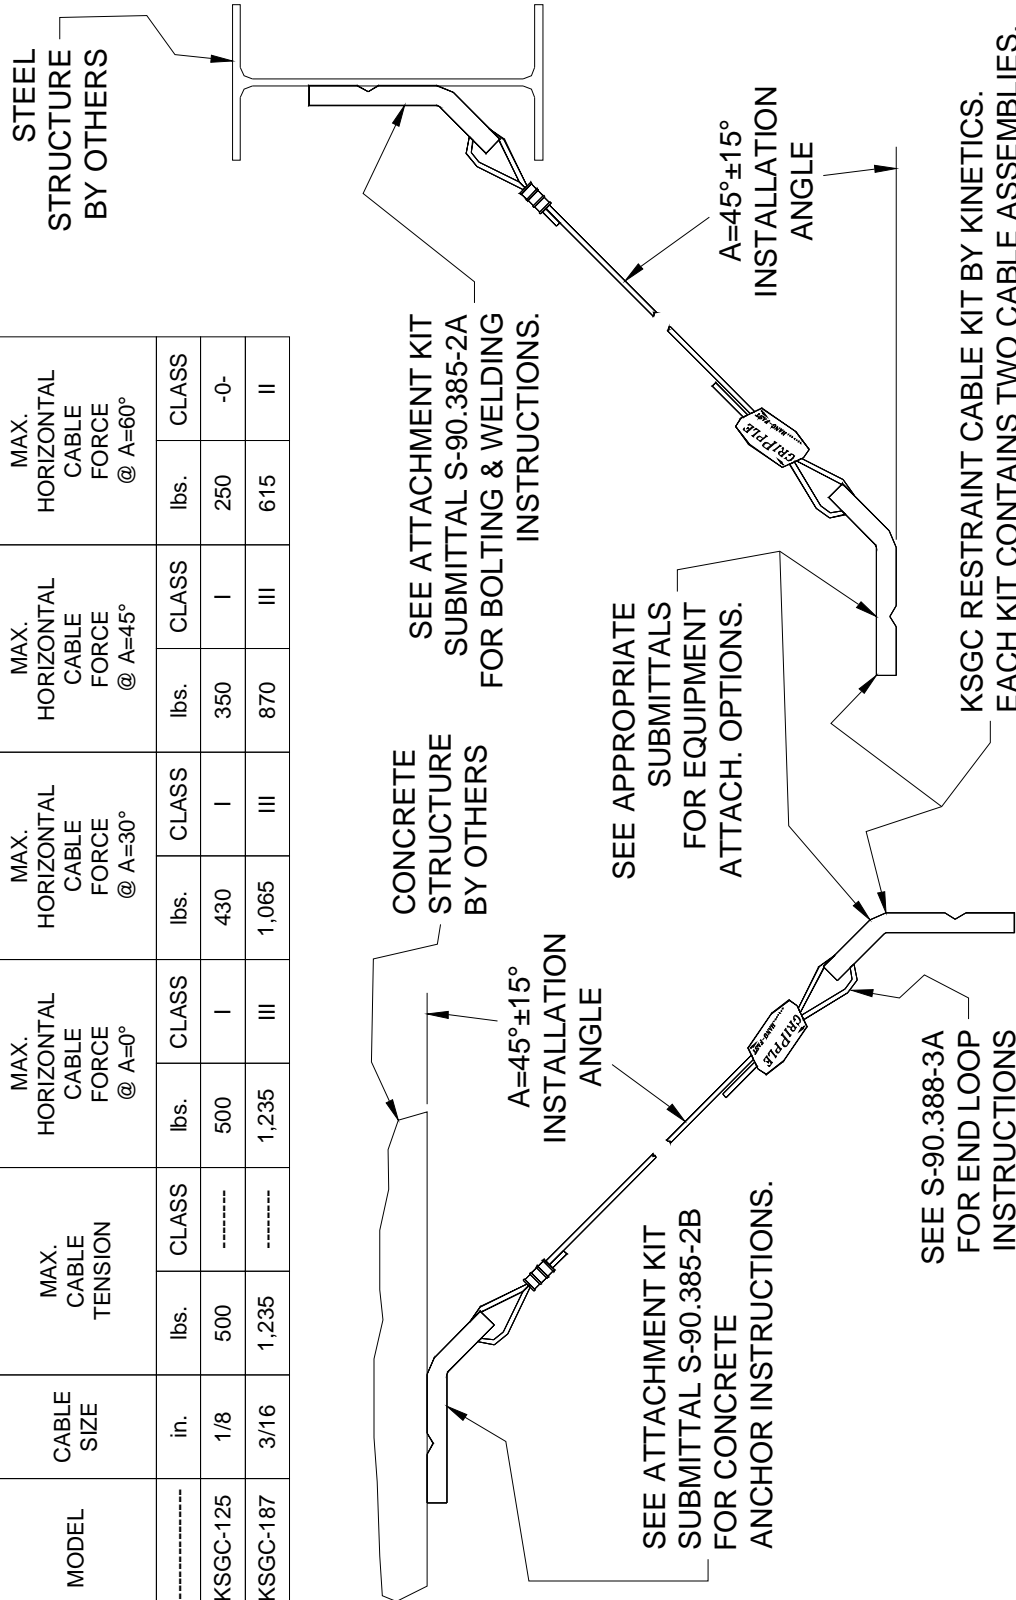 MODEL
CABLE
SIZE
MAX.
CABLE
TENSION
MAX.
HORIZONTAL
CABLE
FORCE
@ A=0°
MAX.
HORIZONTAL
CABLE
FORCE
@ A=30°
MAX.
HORIZONTAL
CABLE
FORCE
@ A=45°
MAX.
HORIZONTAL
CABLE
FORCE
@ A=60°
------------- in. lbs. CLASS lbs. CLASS lbs. CLASS lbs. CLASS lbs. CLASS
KSGC-125 1/8 500 -------- 500 I 430 I 350 I 250 -0-
KSGC-187 3/16 1,235 -------- 1,235 III 1,065 III 870 III 615 II
STEEL
STRUCTURE
BY OTHERS
CONCRETE
STRUCTURE
BY OTHERS
SEE ATTACHMENT KIT
SUBMITTAL S-90.385-2A
FOR BOLTING & WELDING
INSTRUCTIONS.
A=45°±15°
INSTALLATION
ANGLE
SEE APPROPRIATE
SUBMITTALS
FOR EQUIPMENT
ATTACH. OPTIONS.
A=45°±15°
INSTALLATION
ANGLE
GRIPPLE
GRIPPLE
SEE ATTACHMENT KIT
SUBMITTAL S-90.385-2B
FOR CONCRETE
ANCHOR INSTRUCTIONS.
SEE S-90.388-3A
FOR END LOOP
INSTRUCTIONS
KSGC RESTRAINT CABLE KIT BY KINETICS.
EACH KIT CONTAINS TWO CABLE ASSEMBLIES.